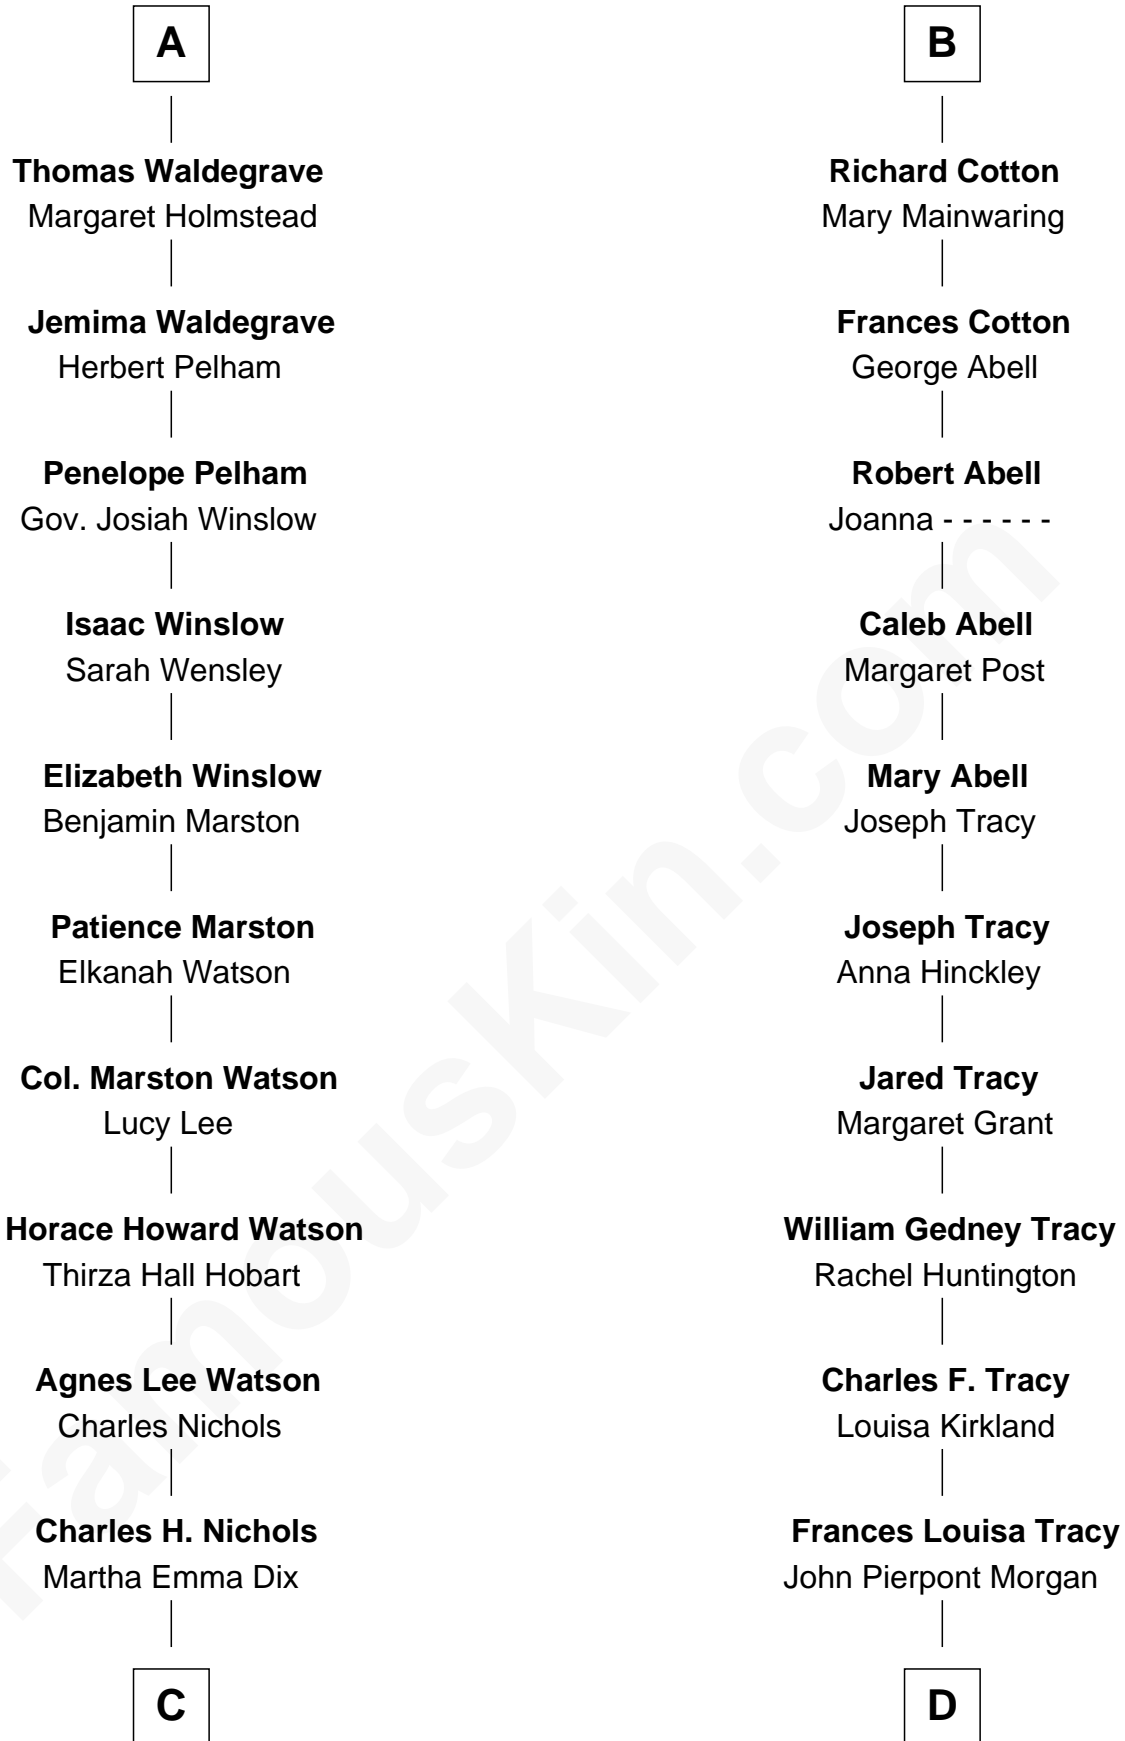 A
Thomas Waldegrave
Margaret Holmstead
Jemima Waldegrave
Herbert Pelham
Penelope Pelham
Gov. Josiah Winslow
Isaac Winslow
Sarah Wensley
Elizabeth Winslow
Benjamin Marston
Patience Marston
Elkanah Watson
Col. Marston Watson
Lucy Lee
Horace Howard Watson
Thirza Hall Hobart
Agnes Lee Watson
Charles Nichols
Charles H. Nichols
Martha Emma Dix
C
B
Richard Cotton
Mary Mainwaring
Frances Cotton
George Abell
Robert Abell
Joanna - - - - - -
Caleb Abell
Margaret Post
Mary Abell
Joseph Tracy
Joseph Tracy
Anna Hinckley
Jared Tracy
Margaret Grant
William Gedney Tracy
Rachel Huntington
Charles F. Tracy
Louisa Kirkland
Frances Louisa Tracy
John Pierpont Morgan
D
FamousKin.com